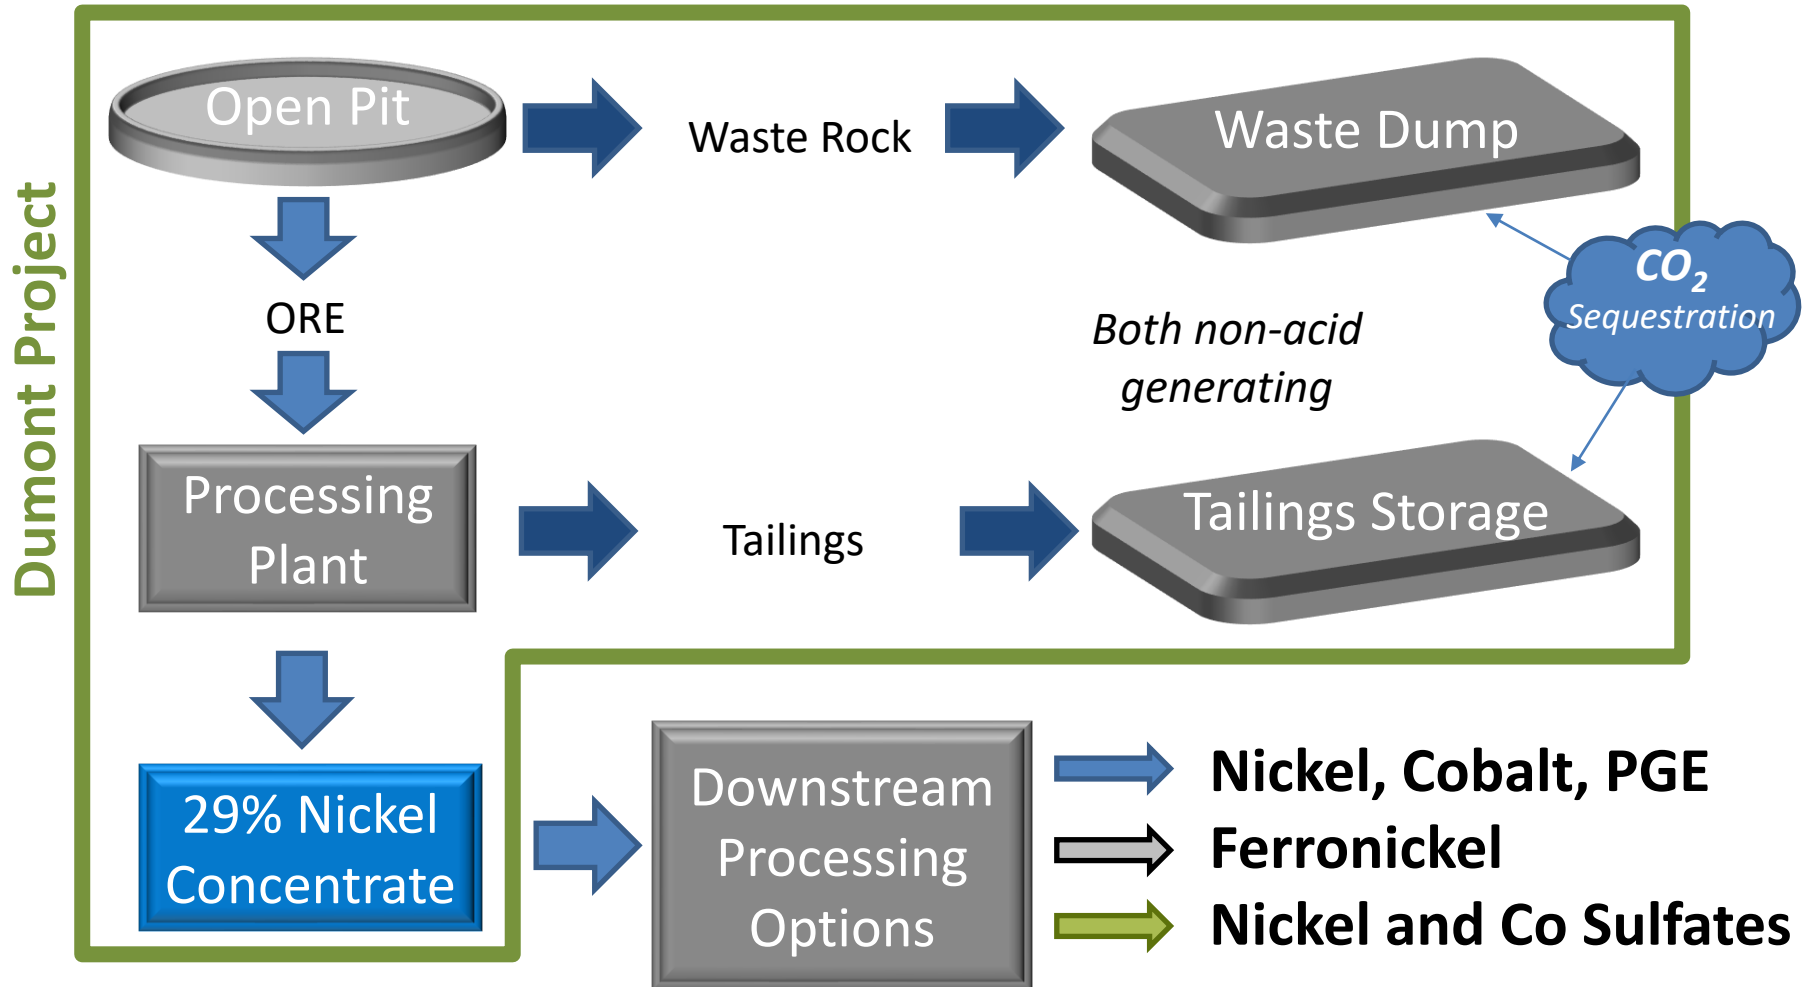 Dumont Project
Open Pit
Waste Rock
Waste Dump
ORE
Both non-acid
generating
CO2
Sequestration
Processing
Plant
Tailings
Tailings Storage
29% Nickel
Concentrate
Downstream
Processing
Options
Nickel, Cobalt, PGE
Ferronickel
Nickel and Co Sulfates